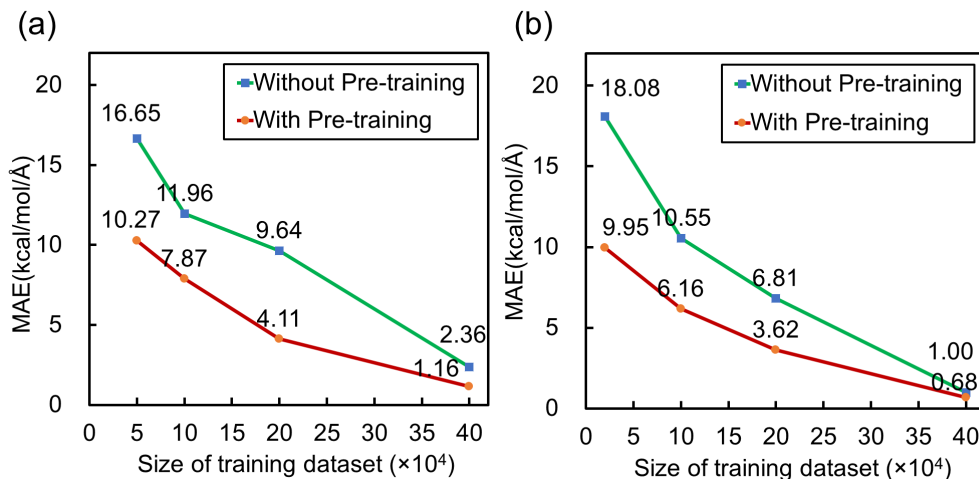 (a)
MAE(kcal/mol/Å)
20
15
10
5
0
Without Pre-training
With Pre-training
16.65
11.96
9.64
2.36
10.27
7.87
4.11
1.16
0 5 10 15 20 25 30 35 40
Size of training dataset (×10⁴)
(b)
MAE(kcal/mol/Å)
20
15
10
5
0
Without Pre-training
With Pre-training
18.08
10.55
6.81
1.00
9.95
6.16
3.62
0.68
0 5 10 15 20 25 30 35 40
Size of training dataset (×10⁴)